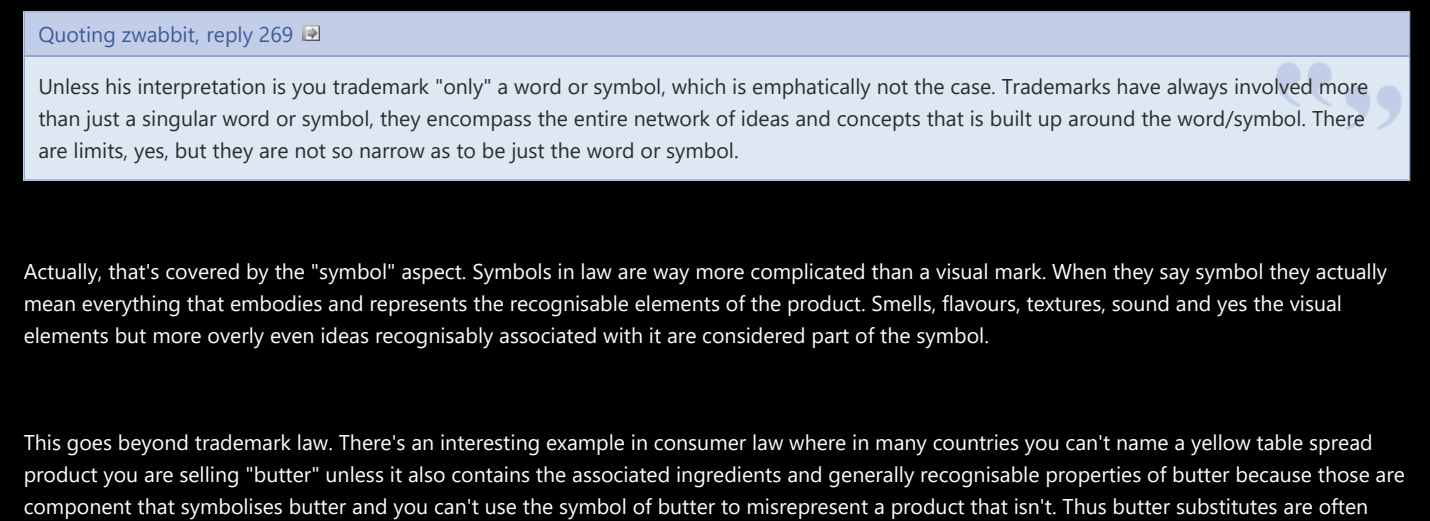 Quoting zwabbit, reply 269
Unless his interpretation is you trademark "only" a word or symbol, which is emphatically not the case. Trademarks have always involved more
than just a singular word or symbol, they encompass the entire network of ideas and concepts that is built up around the word/symbol. There
are limits, yes, but they are not so narrow as to be just the word or symbol.
Actually, that's covered by the "symbol" aspect. Symbols in law are way more complicated than a visual mark. When they say symbol they actually
mean everything that embodies and represents the recognisable elements of the product. Smells, flavours, textures, sound and yes the visual
elements but more overly even ideas recognisably associated with it are considered part of the symbol.
This goes beyond trademark law. There's an interesting example in consumer law where in many countries you can't name a yellow table spread
product you are selling "butter" unless it also contains the associated ingredients and generally recognisable properties of butter because those are
component that symbolises butter and you can't use the symbol of butter to misrepresent a product that isn't. Thus butter substitutes are often